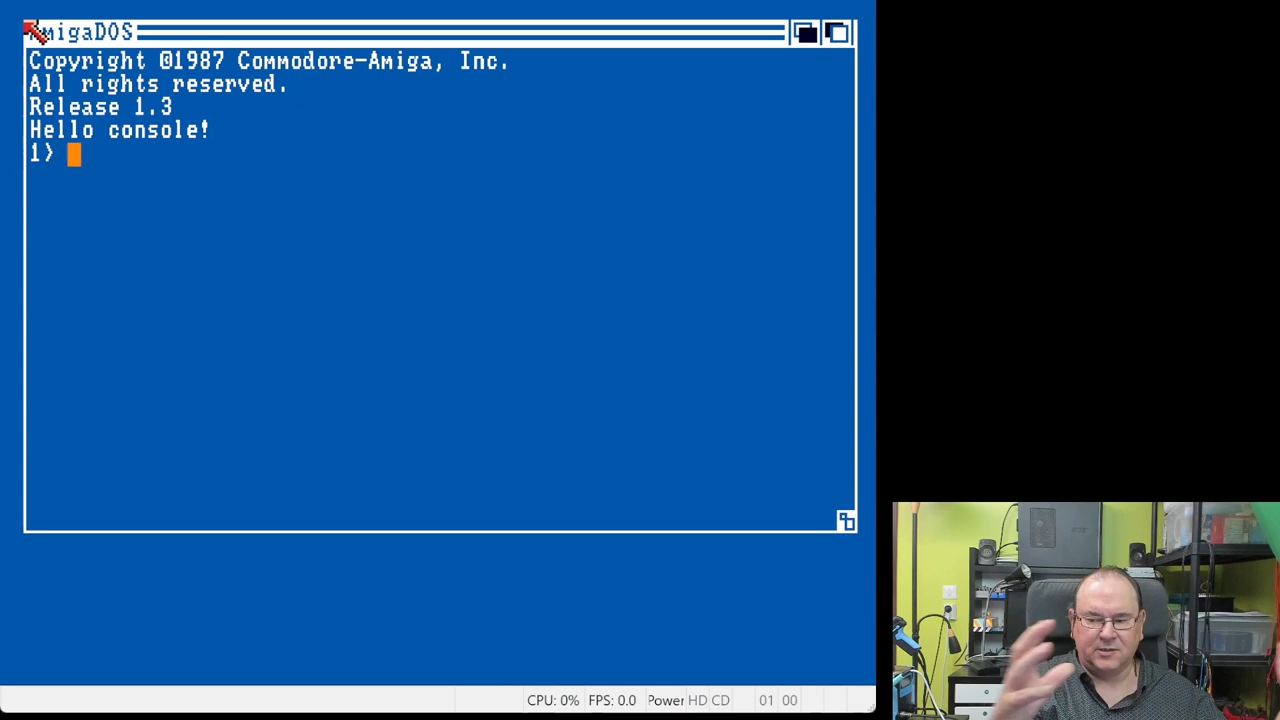 AmigaDOS
Copyright ©1987 Commodore-Amiga, Inc.
All rights reserved.
Release 1.3
Hello console!
1>
CPU: 0% FPS: 0.0 Power HD CD 01 00